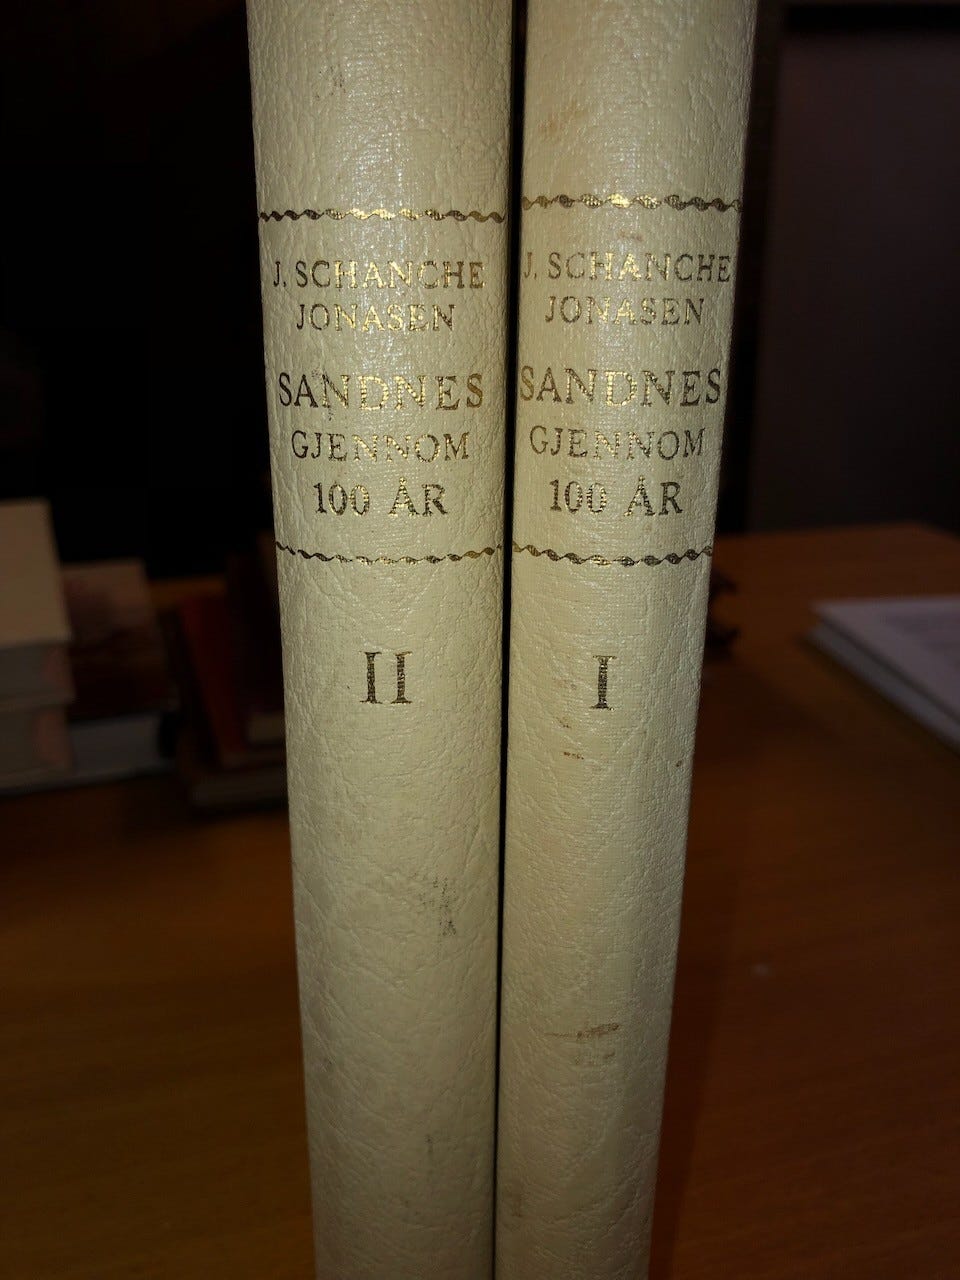 J. SCHANCHE
JONASEN
SANDNES
GJENNOM
100 ÅR
II
J. SCHANCHE
JONASEN
SANDNES
GJENNOM
100 ÅR
I